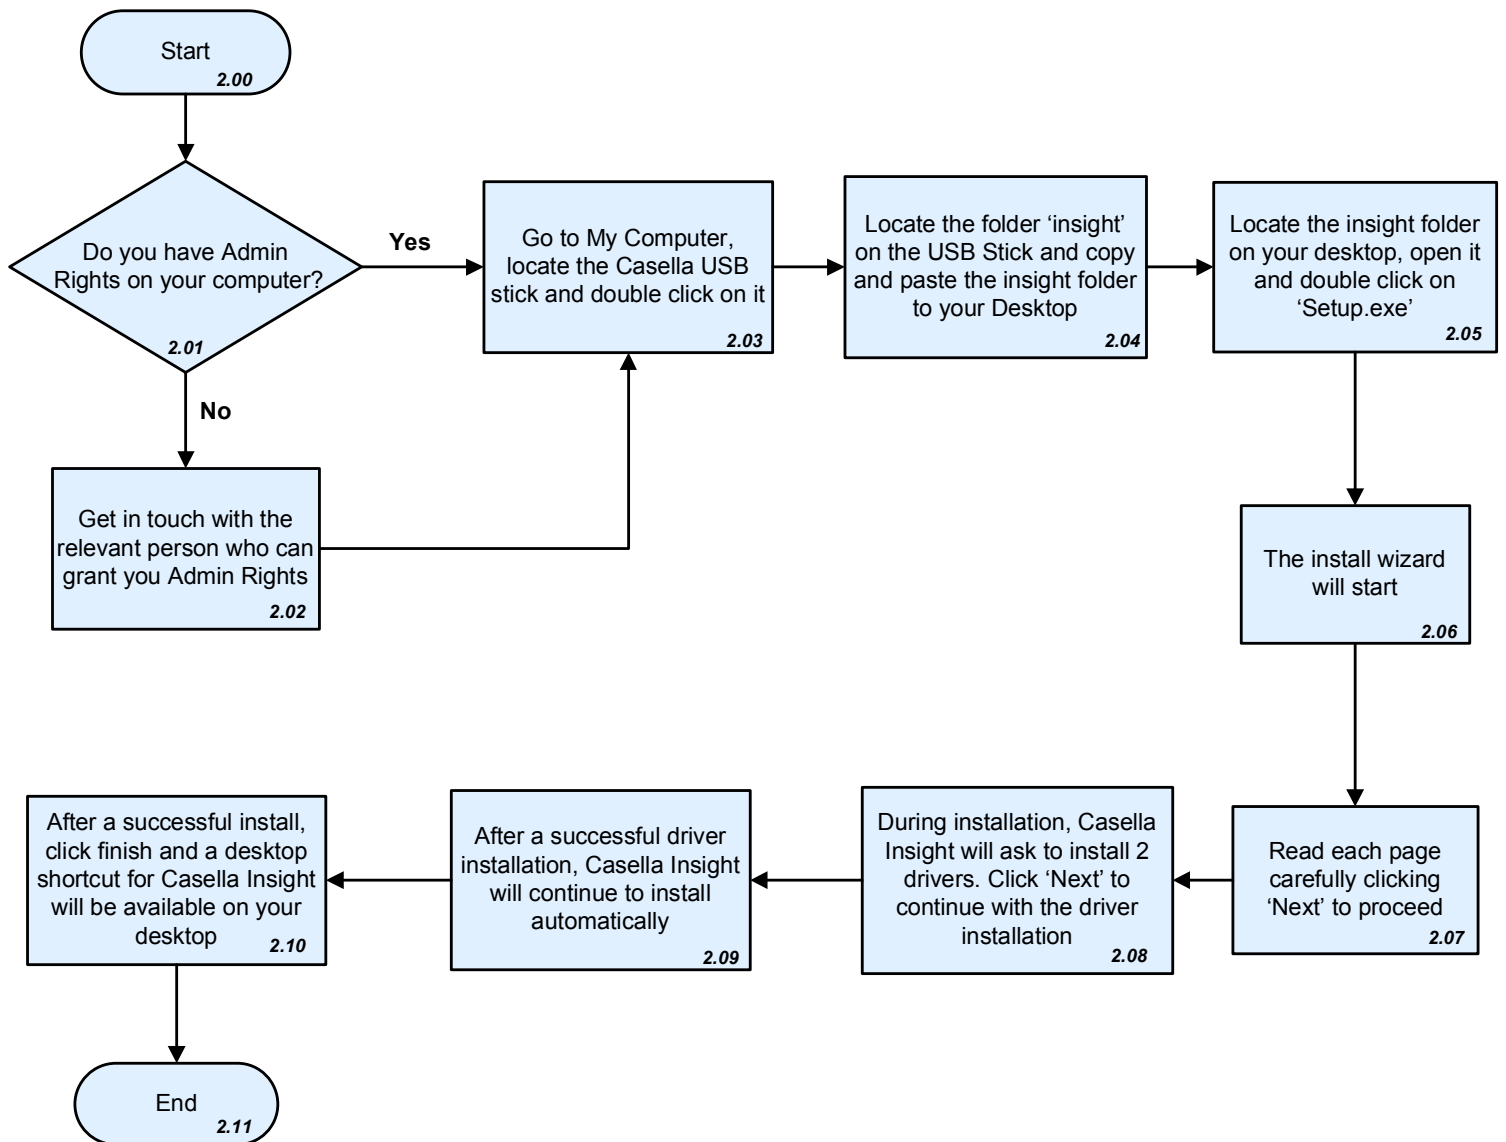 Start
2.00
Do you have Admin
Rights on your computer?
2.01
Yes
No
Get in touch with the
relevant person who can
grant you Admin Rights
2.02
Go to My Computer,
locate the Casella USB
stick and double click on it
2.03
Locate the folder ‘insight’
on the USB Stick and copy
and paste the insight folder
to your Desktop
2.04
Locate the insight folder
on your desktop, open it
and double click on
‘Setup.exe’
2.05
The install wizard
will start
2.06
Read each page
carefully clicking
‘Next’ to proceed
2.07
During installation, Casella
Insight will ask to install 2
drivers. Click ‘Next’ to
continue with the driver
installation
2.08
After a successful driver
installation, Casella Insight
will continue to install
automatically
2.09
After a successful install,
click finish and a desktop
shortcut for Casella Insight
will be available on your
desktop
2.10
End
2.11